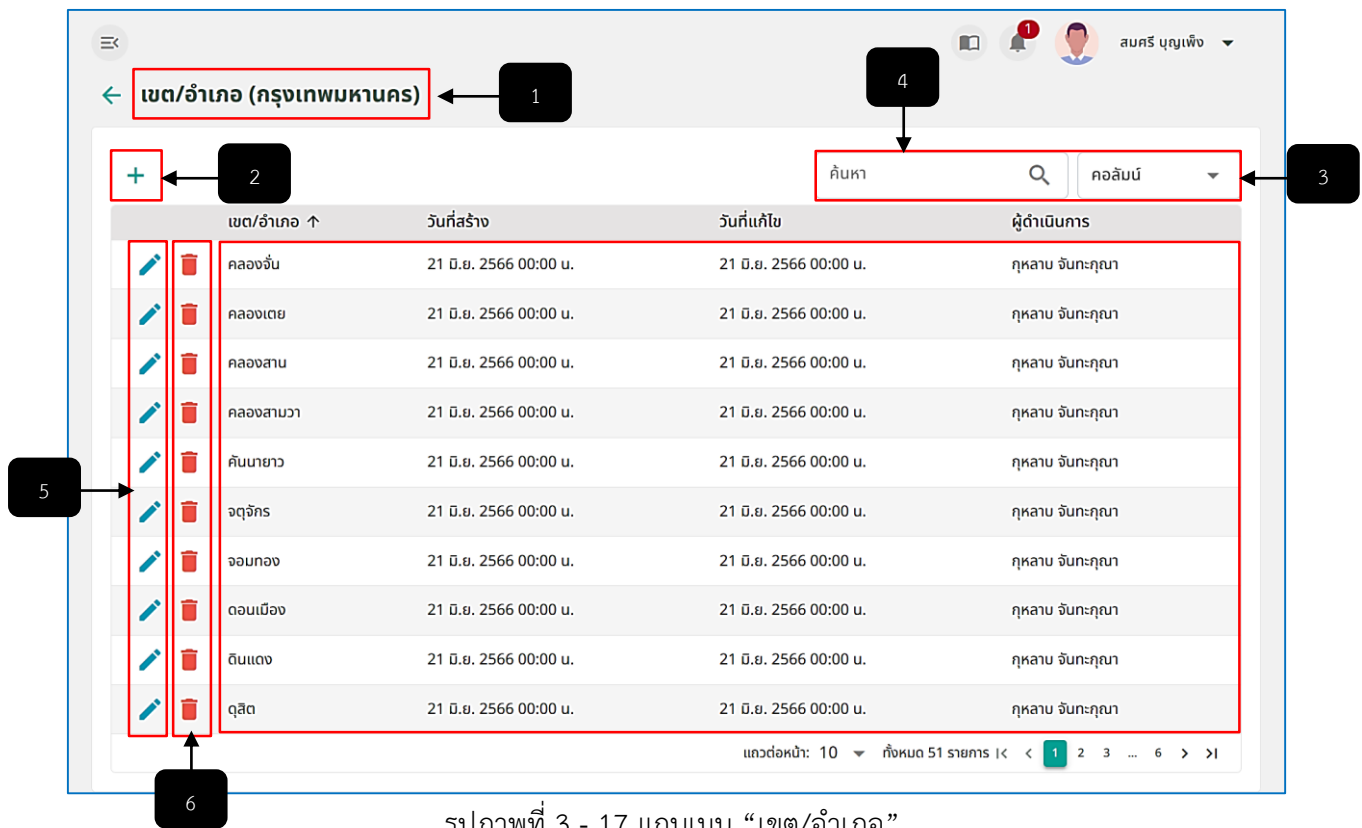 1
สมศรี บุญเพ็ง
เขต/อำเภอ (กรุงเทพมหานคร)
1
4
2
ค้นหา
คอลัมน์
3
เขต/อำเภอ ↑ วันที่สร้าง วันที่แก้ไข ผู้ดำเนินการ
คลองจั่น 21 มิ.ย. 2566 00:00 น. 21 มิ.ย. 2566 00:00 น. กุหลาบ จันทะกุณา
คลองเตย 21 มิ.ย. 2566 00:00 น. 21 มิ.ย. 2566 00:00 น. กุหลาบ จันทะกุณา
คลองสาน 21 มิ.ย. 2566 00:00 น. 21 มิ.ย. 2566 00:00 น. กุหลาบ จันทะกุณา
คลองสามวา 21 มิ.ย. 2566 00:00 น. 21 มิ.ย. 2566 00:00 น. กุหลาบ จันทะกุณา
คันนายาว 21 มิ.ย. 2566 00:00 น. 21 มิ.ย. 2566 00:00 น. กุหลาบ จันทะกุณา
5
จตุจักร 21 มิ.ย. 2566 00:00 น. 21 มิ.ย. 2566 00:00 น. กุหลาบ จันทะกุณา
จอมทอง 21 มิ.ย. 2566 00:00 น. 21 มิ.ย. 2566 00:00 น. กุหลาบ จันทะกุณา
ดอนเมือง 21 มิ.ย. 2566 00:00 น. 21 มิ.ย. 2566 00:00 น. กุหลาบ จันทะกุณา
ดินแดง 21 มิ.ย. 2566 00:00 น. 21 มิ.ย. 2566 00:00 น. กุหลาบ จันทะกุณา
ดุสิต 21 มิ.ย. 2566 00:00 น. 21 มิ.ย. 2566 00:00 น. กุหลาบ จันทะกุณา
แถวต่อหน้า: 10 ทั้งหมด 51 รายการ |< < 1 2 3 ... 6 > >|
6
รูปภาพที่ 3 - 17 แถบเมนู “เขต/อำเภอ”